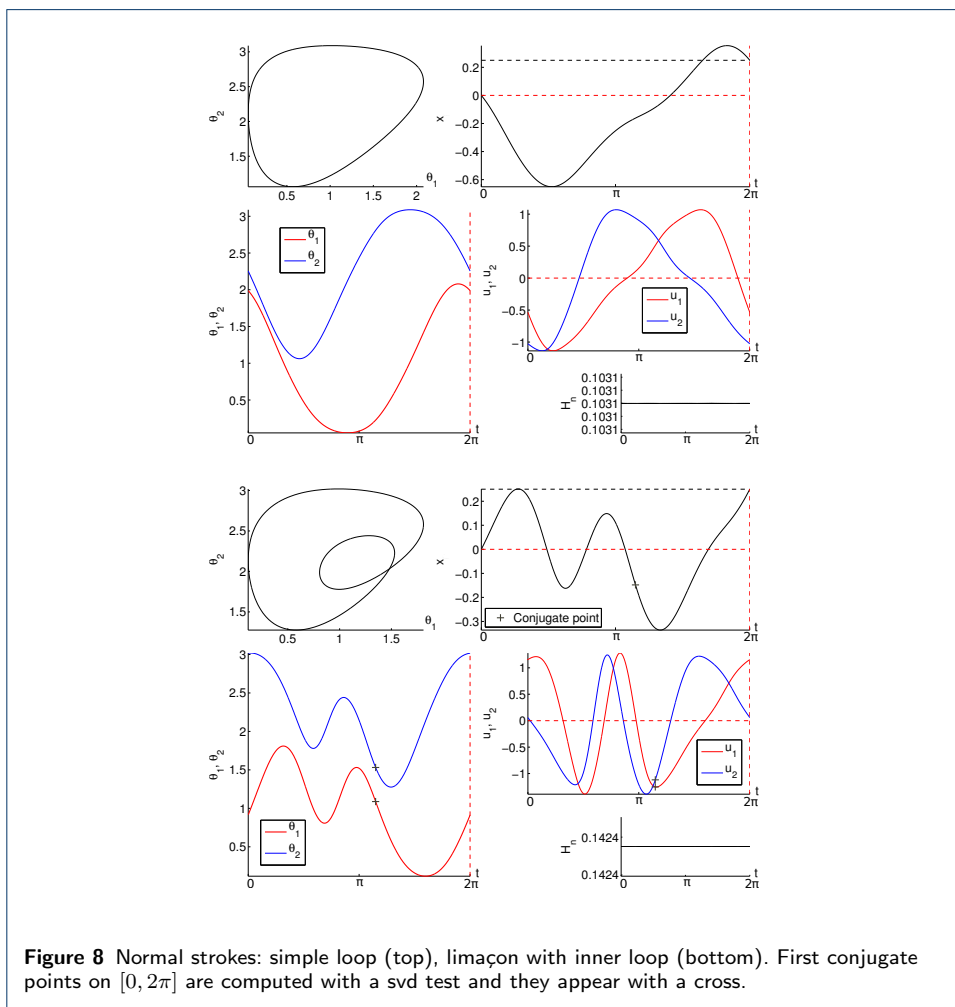 3
2.5
2
1.5
θ2
0.5 1 1.5 2
θ1
0.2
0
−0.2
−0.4
−0.6
x
0 π 2π
t
3
2.5
2
1.5
1
0.5
θ1, θ2
θ1
θ2
0 π 2π
t
1
0.5
0
−0.5
−1
u1, u2
u1
u2
0 π 2π
t
0.1031
0.1031
0.1031
0.1031
0.1031
Hn
0 π 2π
t
3
2.5
2
1.5
θ2
0.5 1 1.5
θ1
0.2
0.1
0
−0.1
−0.2
−0.3
x
+ Conjugate point
0 π 2π
t
3
2.5
2
1.5
1
0.5
θ1, θ2
θ1
θ2
0 π 2π
t
1
0.5
0
−0.5
−1
u1, u2
u1
u2
0 π 2π
t
0.1424
0.1424
Hn
0 π 2π
t
Figure 8 Normal strokes: simple loop (top), limaçon with inner loop (bottom). First conjugate
points on [0, 2π] are computed with a svd test and they appear with a cross.